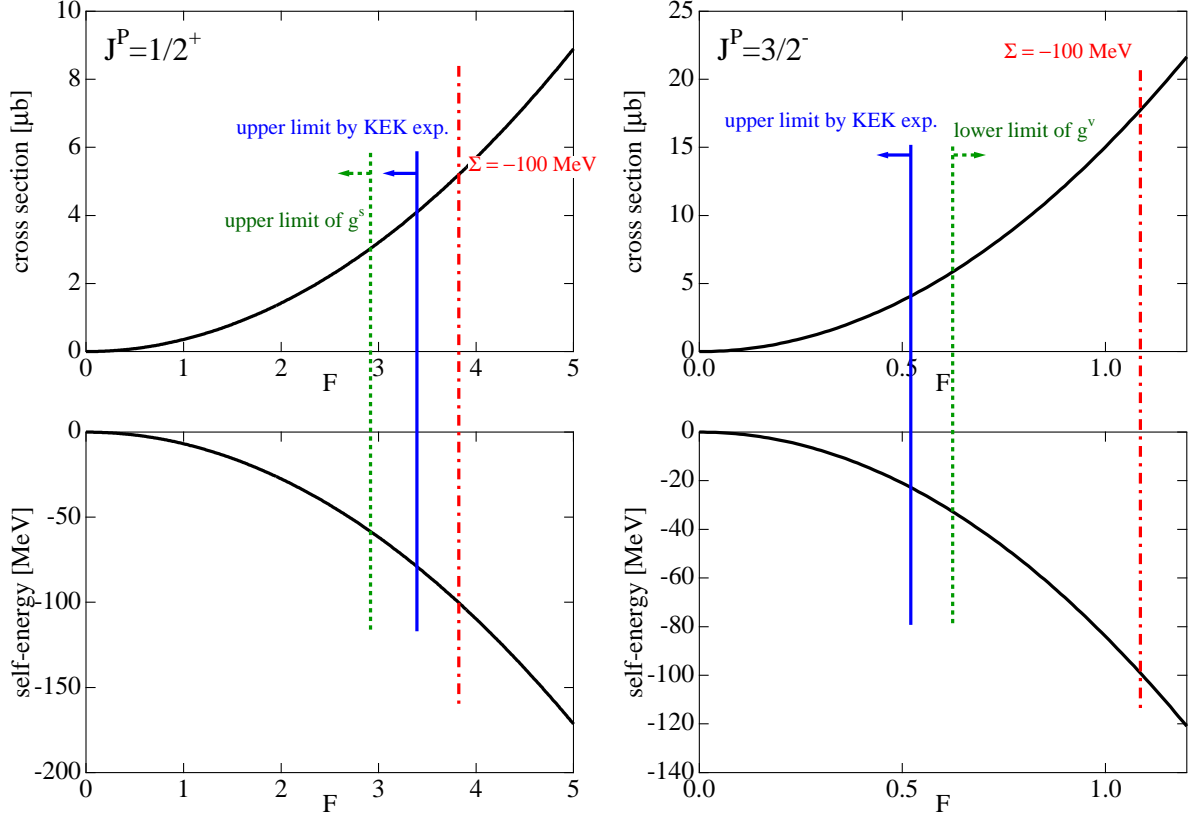 J^P=1/2^+
cross section [μb]
10
8
6
4
2
0
upper limit by KEK exp.
Σ = −100 MeV
upper limit of g^s
0 1 2 3 4 5
F
J^P=3/2^-
cross section [μb]
25
20
15
10
5
0
Σ = −100 MeV
upper limit by KEK exp.
lower limit of g^v
0.0 0.5 1.0
F
self-energy [MeV]
0
-50
-100
-150
-200
0 1 2 3 4 5
F
self-energy [MeV]
0
-20
-40
-60
-80
-100
-120
-140
0.0 0.5 1.0
F